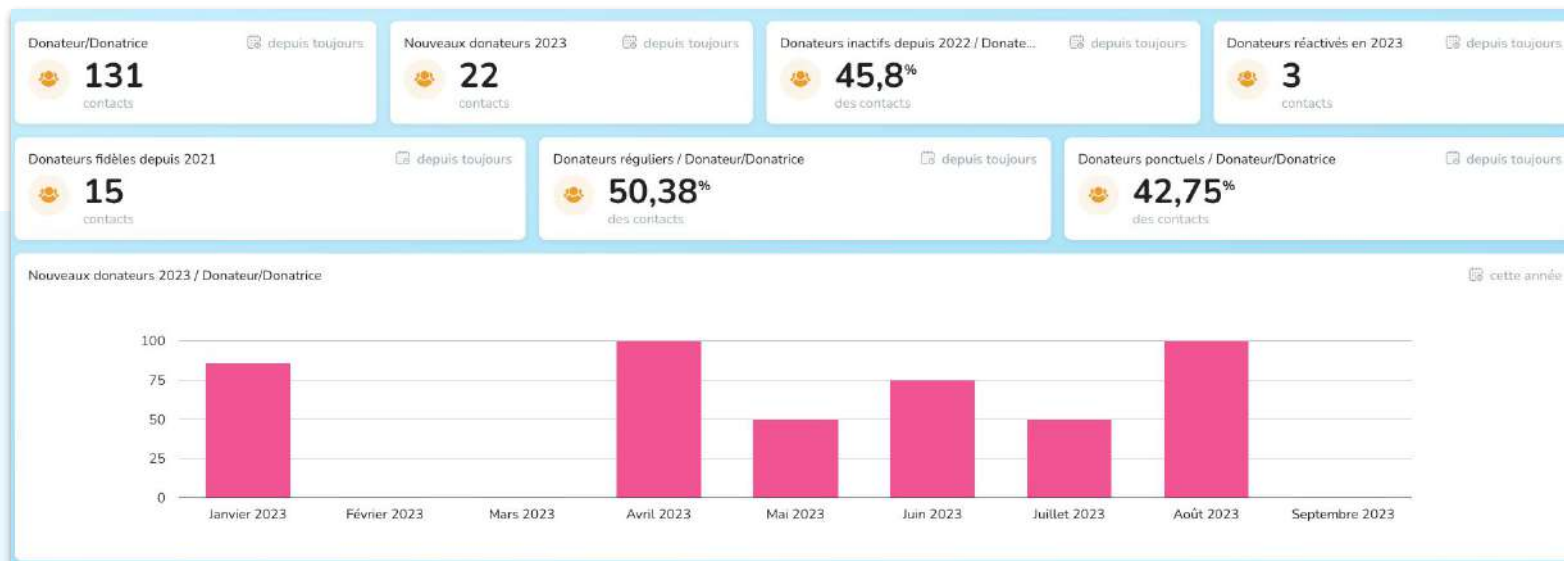 Donateur/Donatrice
depuis toujours
131
contacts
Nouveaux donateurs 2023
depuis toujours
22
contacts
Donateurs inactifs depuis 2022 / Donate...
depuis toujours
45,8%
des contacts
Donateurs réactivés en 2023
depuis toujours
3
contacts
Donateurs fidèles depuis 2021
depuis toujours
15
contacts
Donateurs réguliers / Donateur/Donatrice
depuis toujours
50,38%
des contacts
Donateurs ponctuels / Donateur/Donatrice
depuis toujours
42,75%
des contacts
Nouveaux donateurs 2023 / Donateur/Donatrice
cette année
100
75
50
25
0
Janvier 2023 Février 2023 Mars 2023 Avril 2023 Mai 2023 Juin 2023 Juillet 2023 Août 2023 Septembre 2023